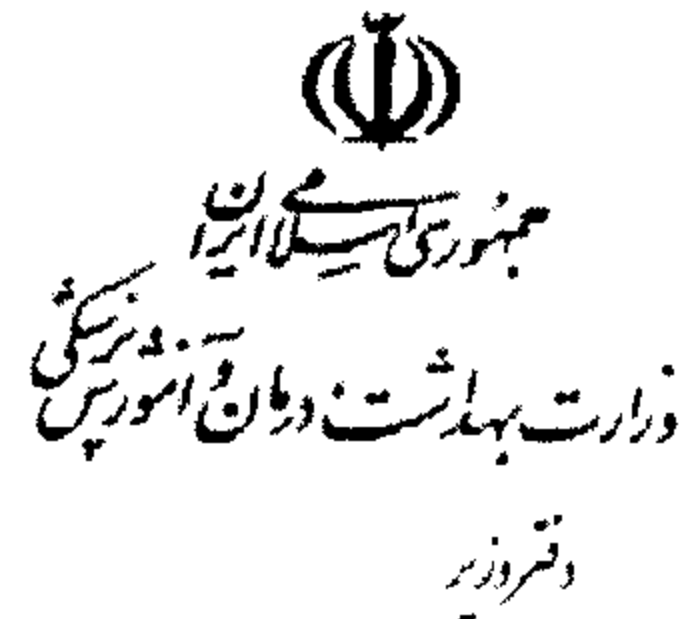 جمهوری اسلامی ایران
وزارت بهداشت درمان و آموزش پزشکی
دفتر وزیر